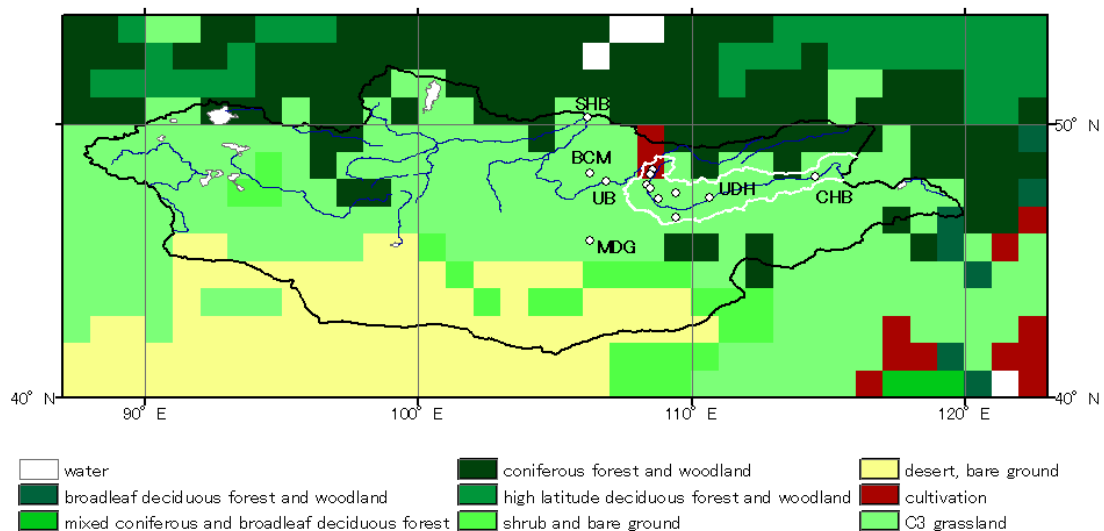 SHB
50° N
BCM
UB
UDH
CHB
MDG
40° N
40° N
90° E
100° E
110° E
120° E
water
coniferous forest and woodland
desert, bare ground
broadleaf deciduous forest and woodland
high latitude deciduous forest and woodland
cultivation
mixed coniferous and broadleaf deciduous forest
shrub and bare ground
C3 grassland